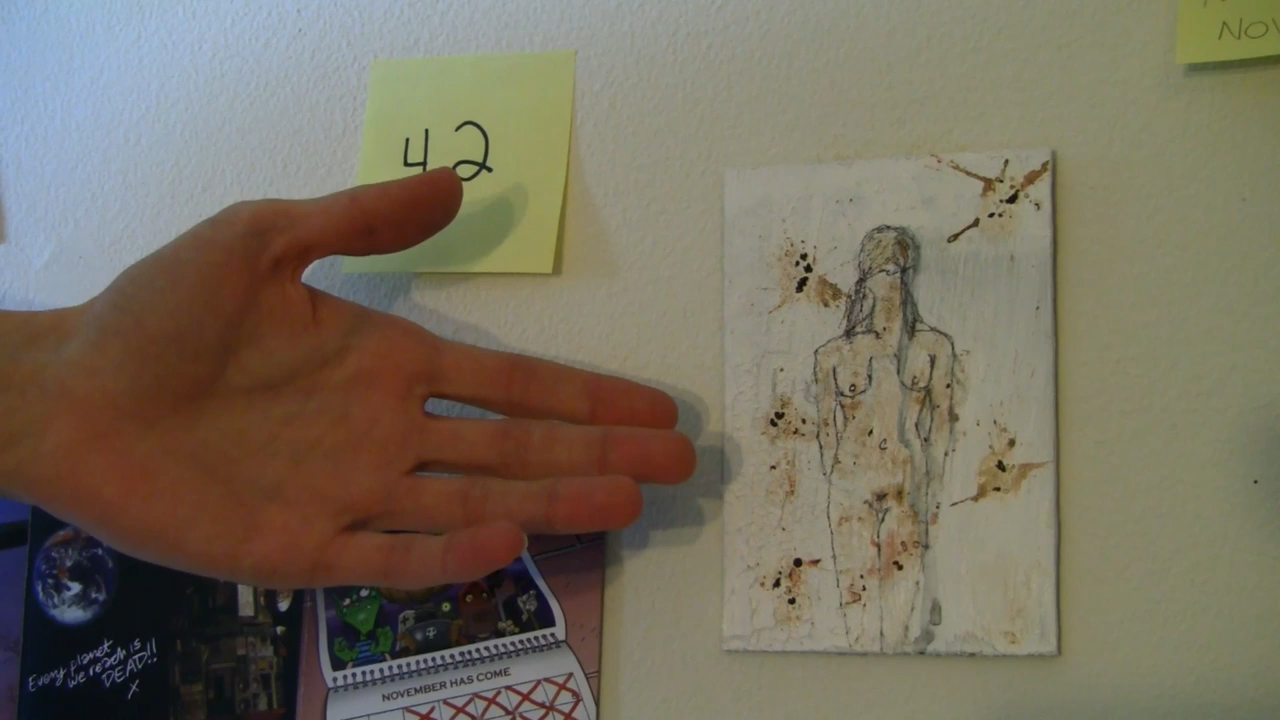 42
Every planet
we reach is
DEAD!!
X
NOVEMBER HAS COME